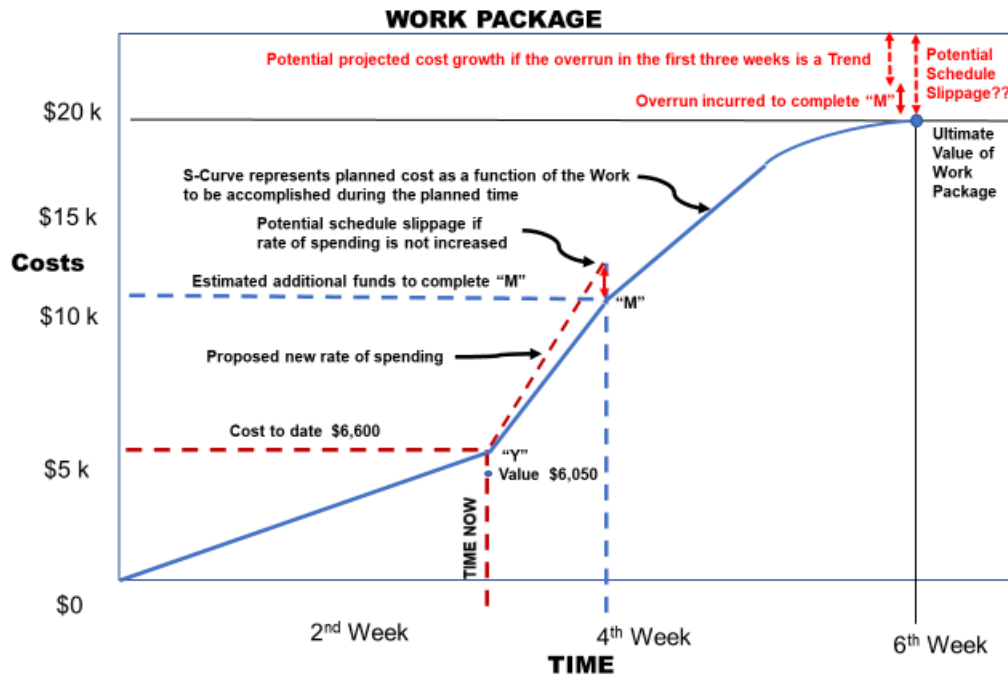 WORK PACKAGE
Potential projected cost growth if the overrun in the first three weeks is a Trend
Potential
Schedule
Slippage??
Overrun incurred to complete “M”
$20 k
Ultimate
Value of
Work
Package
S-Curve represents planned cost as a function of the Work
to be accomplished during the planned time
$15 k
Potential schedule slippage if
rate of spending is not increased
Costs
Estimated additional funds to complete “M”
“M”
$10 k
Proposed new rate of spending
Cost to date $6,600
“Y”
Value $6,050
$5 k
TIME NOW
$0
2nd Week
4th Week
6th Week
TIME